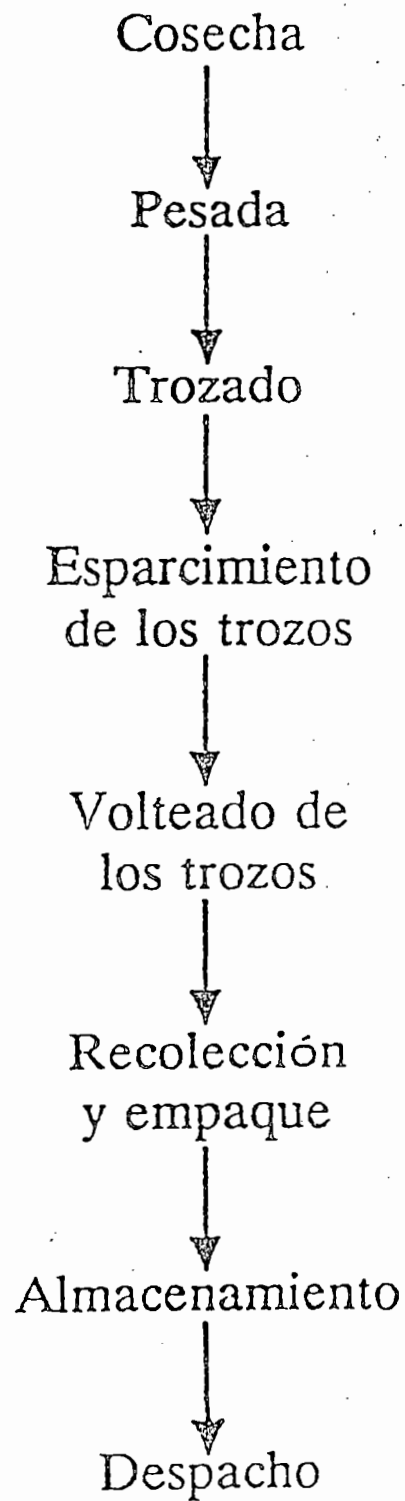 Cosecha
Pesada
Trozado
Esparcimiento
de los trozos
Volteado de
los trozos
Recolección
y empaque
Almacenamiento
Despacho